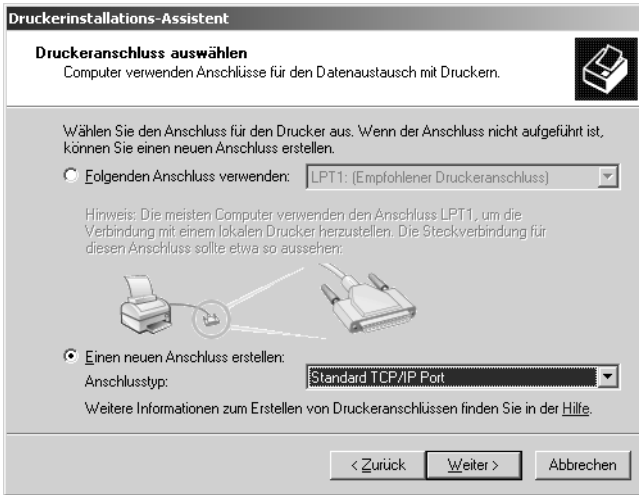 Druckerinstallations-Assistent
Druckeranschluss auswählen
Computer verwenden Anschlüsse für den Datenaustausch mit Druckern.
Wählen Sie den Anschluss für den Drucker aus. Wenn der Anschluss nicht aufgeführt ist,
können Sie einen neuen Anschluss erstellen.
Folgenden Anschluss verwenden: LPT1: (Empfohlener Druckeranschluss)
Hinweis: Die meisten Computer verwenden den Anschluss LPT1, um die
Verbindung mit einem lokalen Drucker herzustellen. Die Steckverbindung für
diesen Anschluss sollte etwa so aussehen:
Einen neuen Anschluss erstellen:
Anschlusstyp: Standard TCP/IP Port
Weitere Informationen zum Erstellen von Druckeranschlüssen finden Sie in der Hilfe.
< Zurück Weiter > Abbrechen